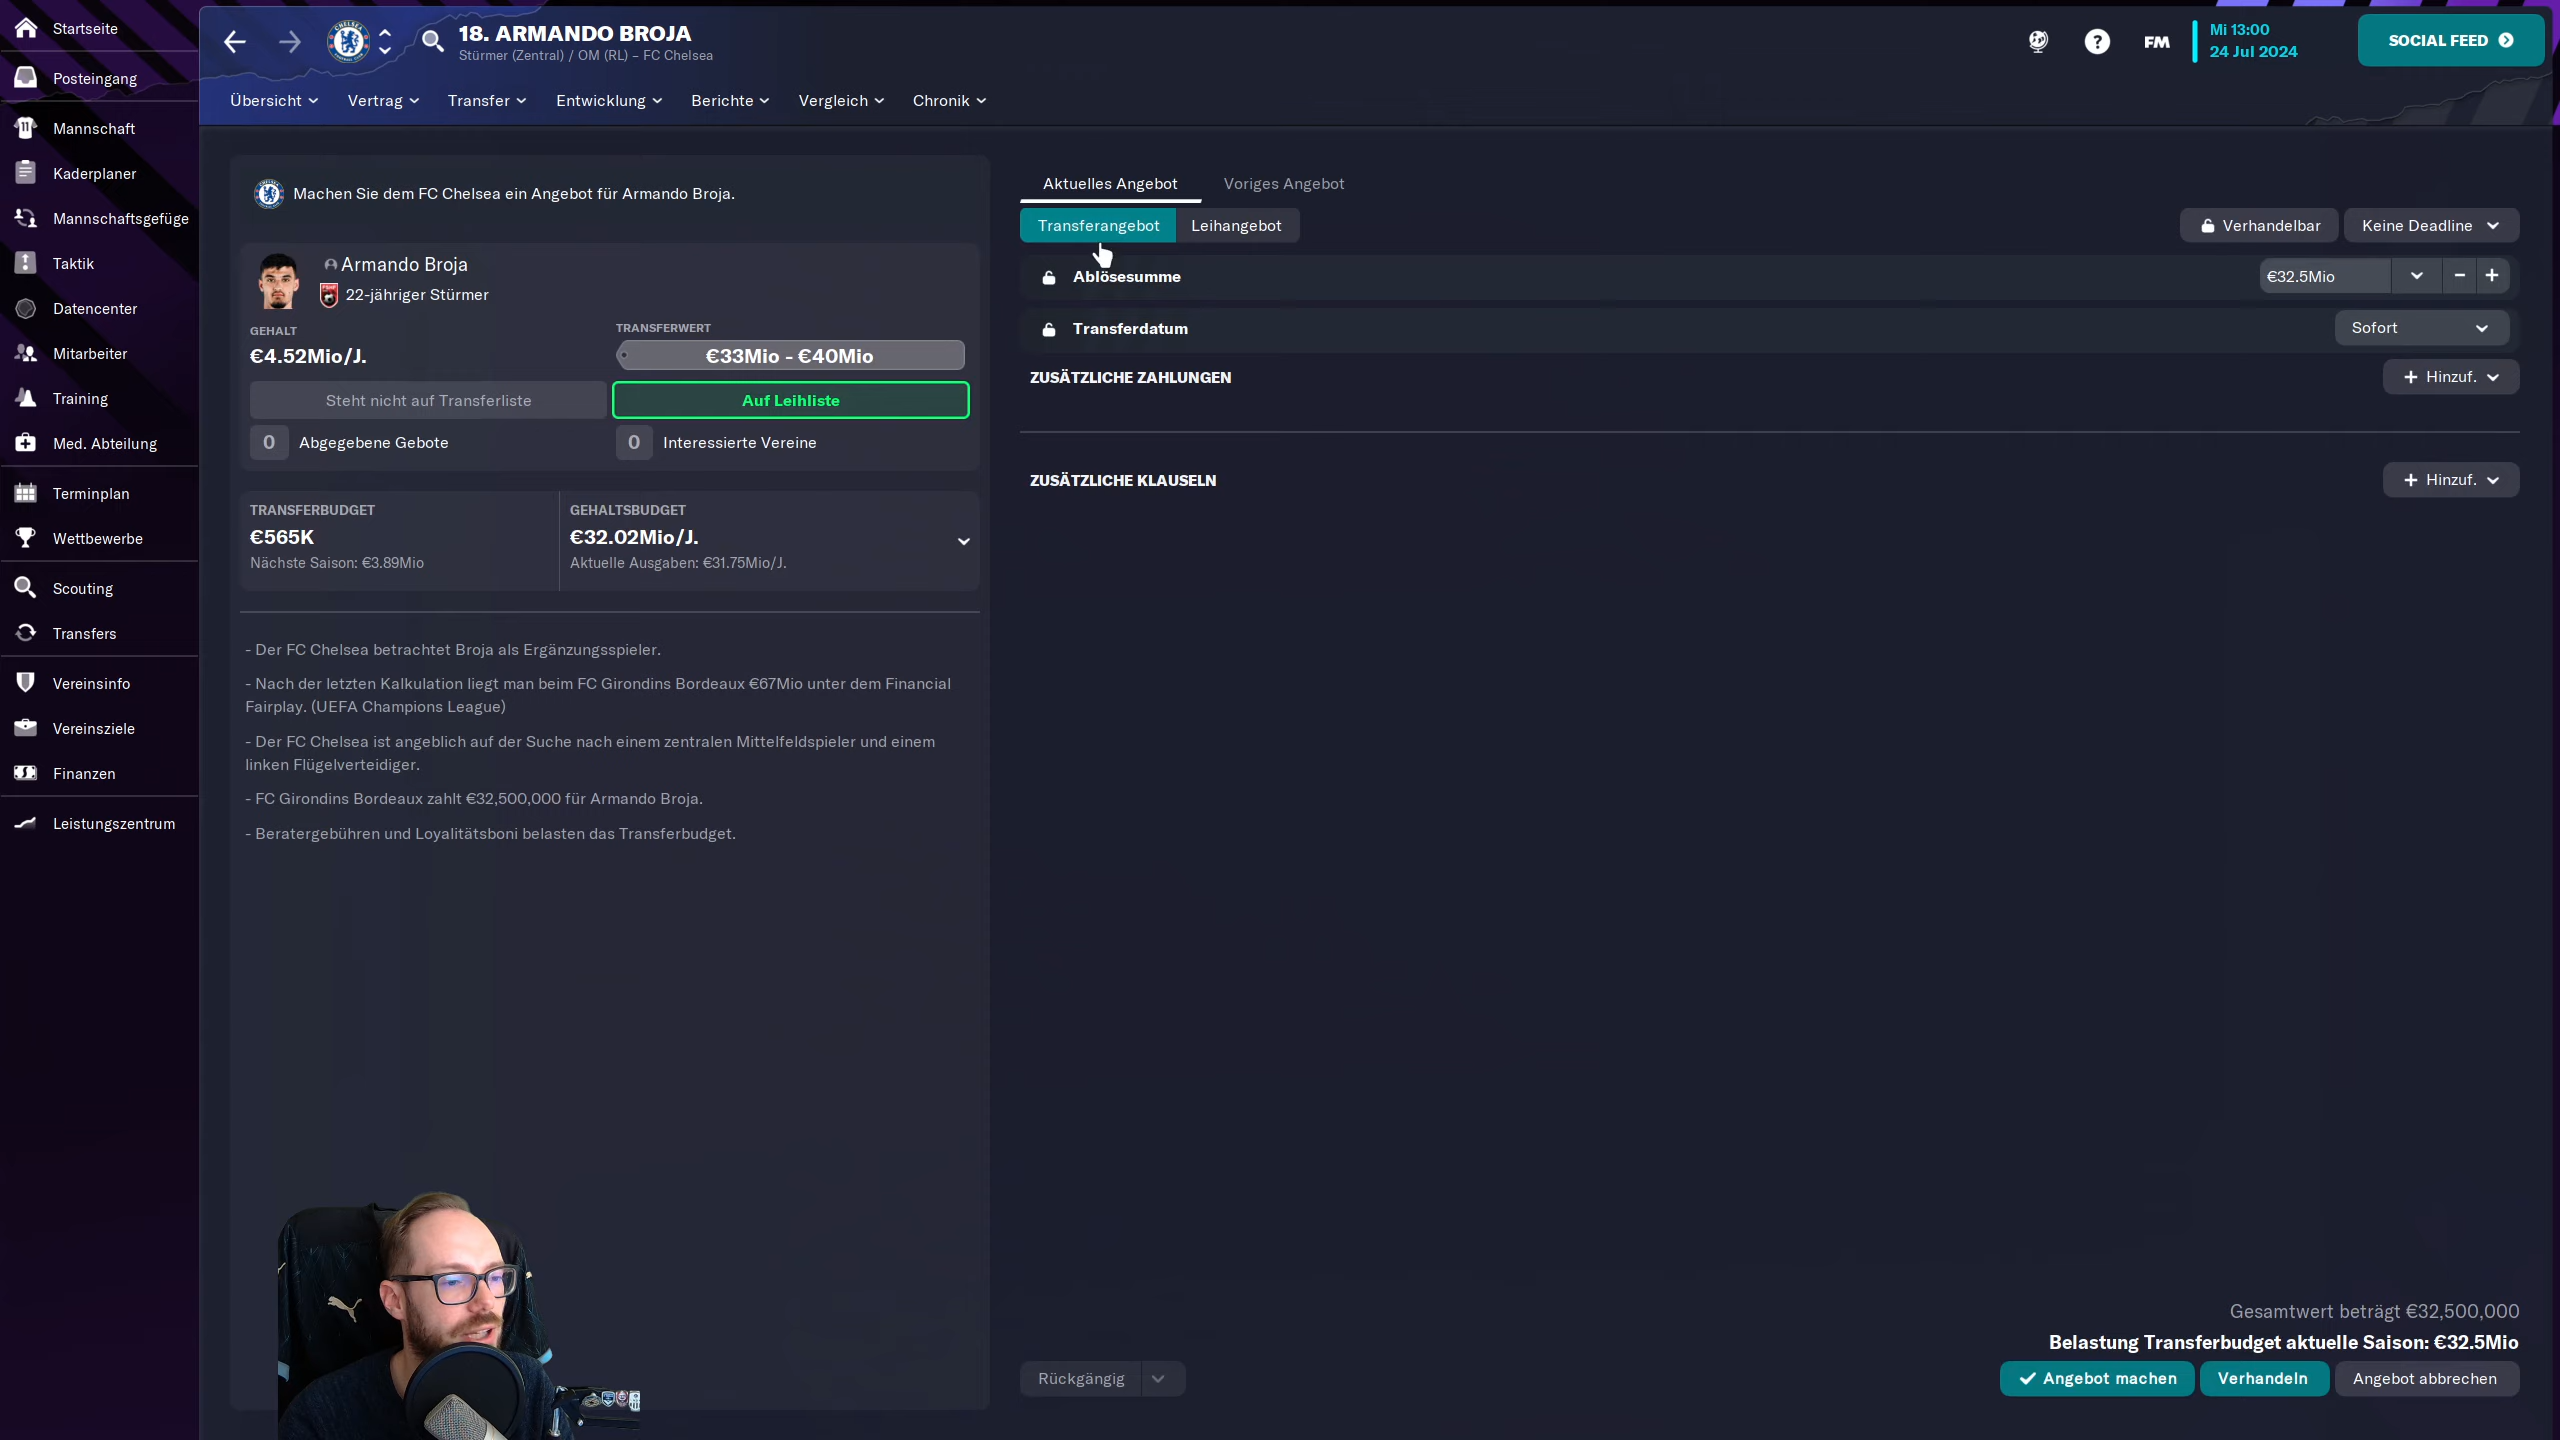 Startseite
Posteingang
Mannschaft
Kaderplaner
Mannschaftsgefüge
Taktik
Datencenter
Mitarbeiter
Training
Med. Abteilung
Terminplan
Wettbewerbe
Scouting
Transfers
Vereinsinfo
Vereinsziele
Finanzen
Leistungszentrum
18. ARMANDO BROJA
Stürmer (Zentral) / OM (RL) – FC Chelsea
FM
Mi 13:00
24 Jul 2024
SOCIAL FEED
Übersicht
Vertrag
Transfer
Entwicklung
Berichte
Vergleich
Chronik
Machen Sie dem FC Chelsea ein Angebot für Armando Broja.
Armando Broja
22-jähriger Stürmer
GEHALT
€4.52Mio/J.
TRANSFERWERT
€33Mio - €40Mio
Steht nicht auf Transferliste
Auf Leihliste
0 Abgegebene Gebote
0 Interessierte Vereine
TRANSFERBUDGET
€565K
Nächste Saison: €3.89Mio
GEHALTSBUDGET
€32.02Mio/J.
Aktuelle Ausgaben: €31.75Mio/J.
- Der FC Chelsea betrachtet Broja als Ergänzungsspieler.
- Nach der letzten Kalkulation liegt man beim FC Girondins Bordeaux €67Mio unter dem Financial
Fairplay. (UEFA Champions League)
- Der FC Chelsea ist angeblich auf der Suche nach einem zentralen Mittelfeldspieler und einem
linken Flügelverteidiger.
- FC Girondins Bordeaux zahlt €32,500,000 für Armando Broja.
- Beratergebühren und Loyalitätsboni belasten das Transferbudget.
Aktuelles Angebot
Voriges Angebot
Transferangebot
Leihangebot
Verhandelbar
Keine Deadline
Ablösesumme
€32.5Mio
Transferdatum
Sofort
ZUSÄTZLICHE ZAHLUNGEN
+ Hinzuf.
ZUSÄTZLICHE KLAUSELN
+ Hinzuf.
Gesamtwert beträgt €32,500,000
Belastung Transferbudget aktuelle Saison: €32.5Mio
Rückgängig
Angebot machen
Verhandeln
Angebot abbrechen